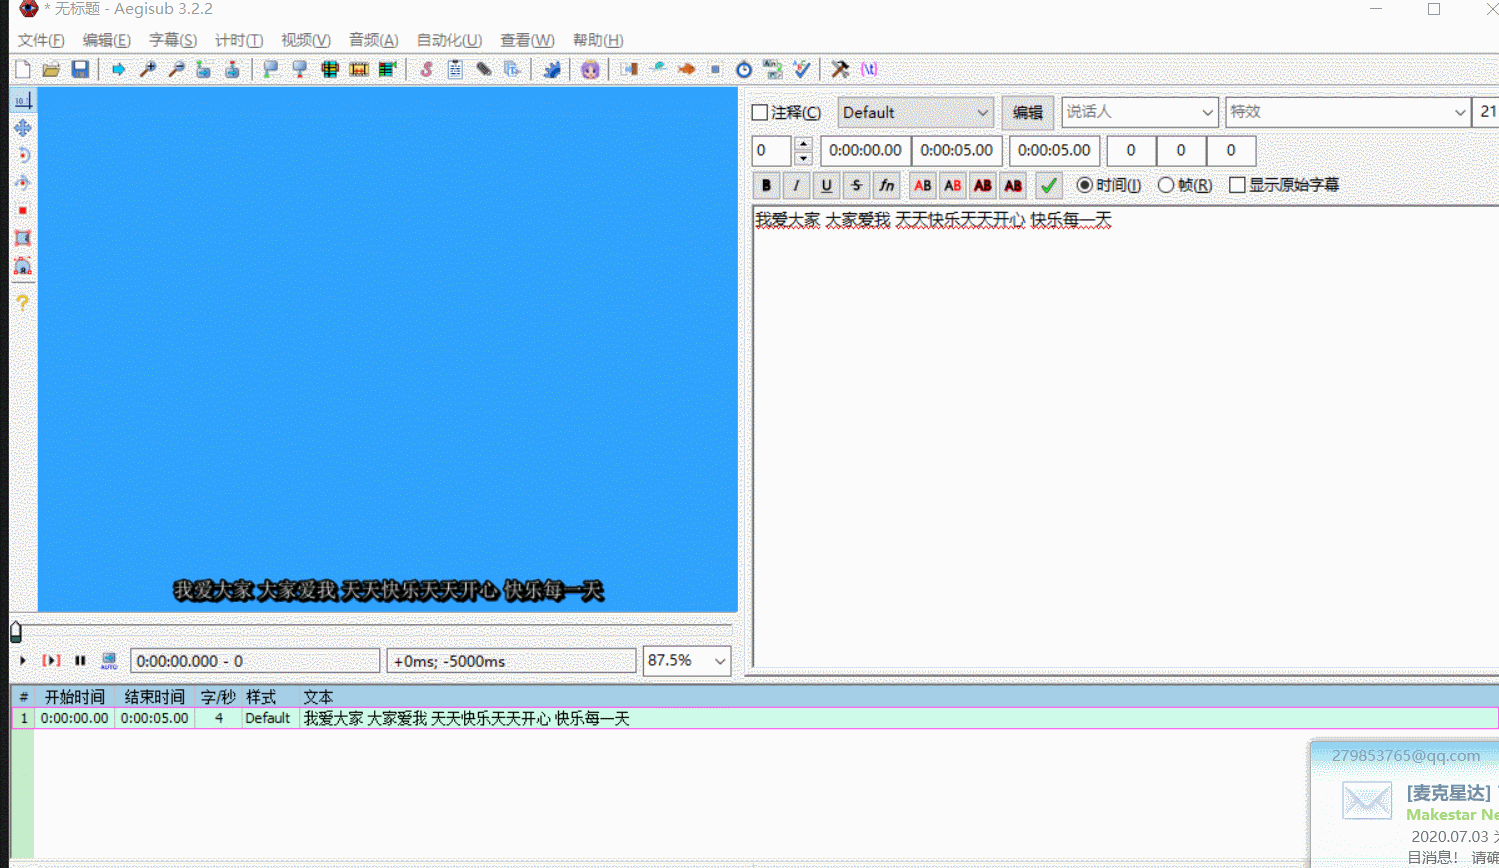 * 无标题 - Aegisub 3.2.2
文件(F) 编辑(E) 字幕(S) 计时(T) 视频(V) 音频(A) 自动化(U) 查看(W) 帮助(H)
注释(C) Default 编辑 说话人 特效 21
0 0:00:00.00 0:00:05.00 0:00:05.00 0 0 0
B I U S fn AB AB AB AB 时间(I) 帧(R) 显示原始字幕
我爱大家 大家爱我 天天快乐天天开心 快乐每一天
我爱大家 大家爱我 天天快乐天天开心 快乐每一天
AUTO 0:00:00.000 - 0 +0ms; -5000ms 87.5%
# 开始时间 结束时间 字/秒 样式 文本
1 0:00:00.00 0:00:05.00 4 Default 我爱大家 大家爱我 天天快乐天天开心 快乐每一天
279853765@qq.com
[麦克星达]
Makestar Ne
2020.07.03
目消息！ 请确